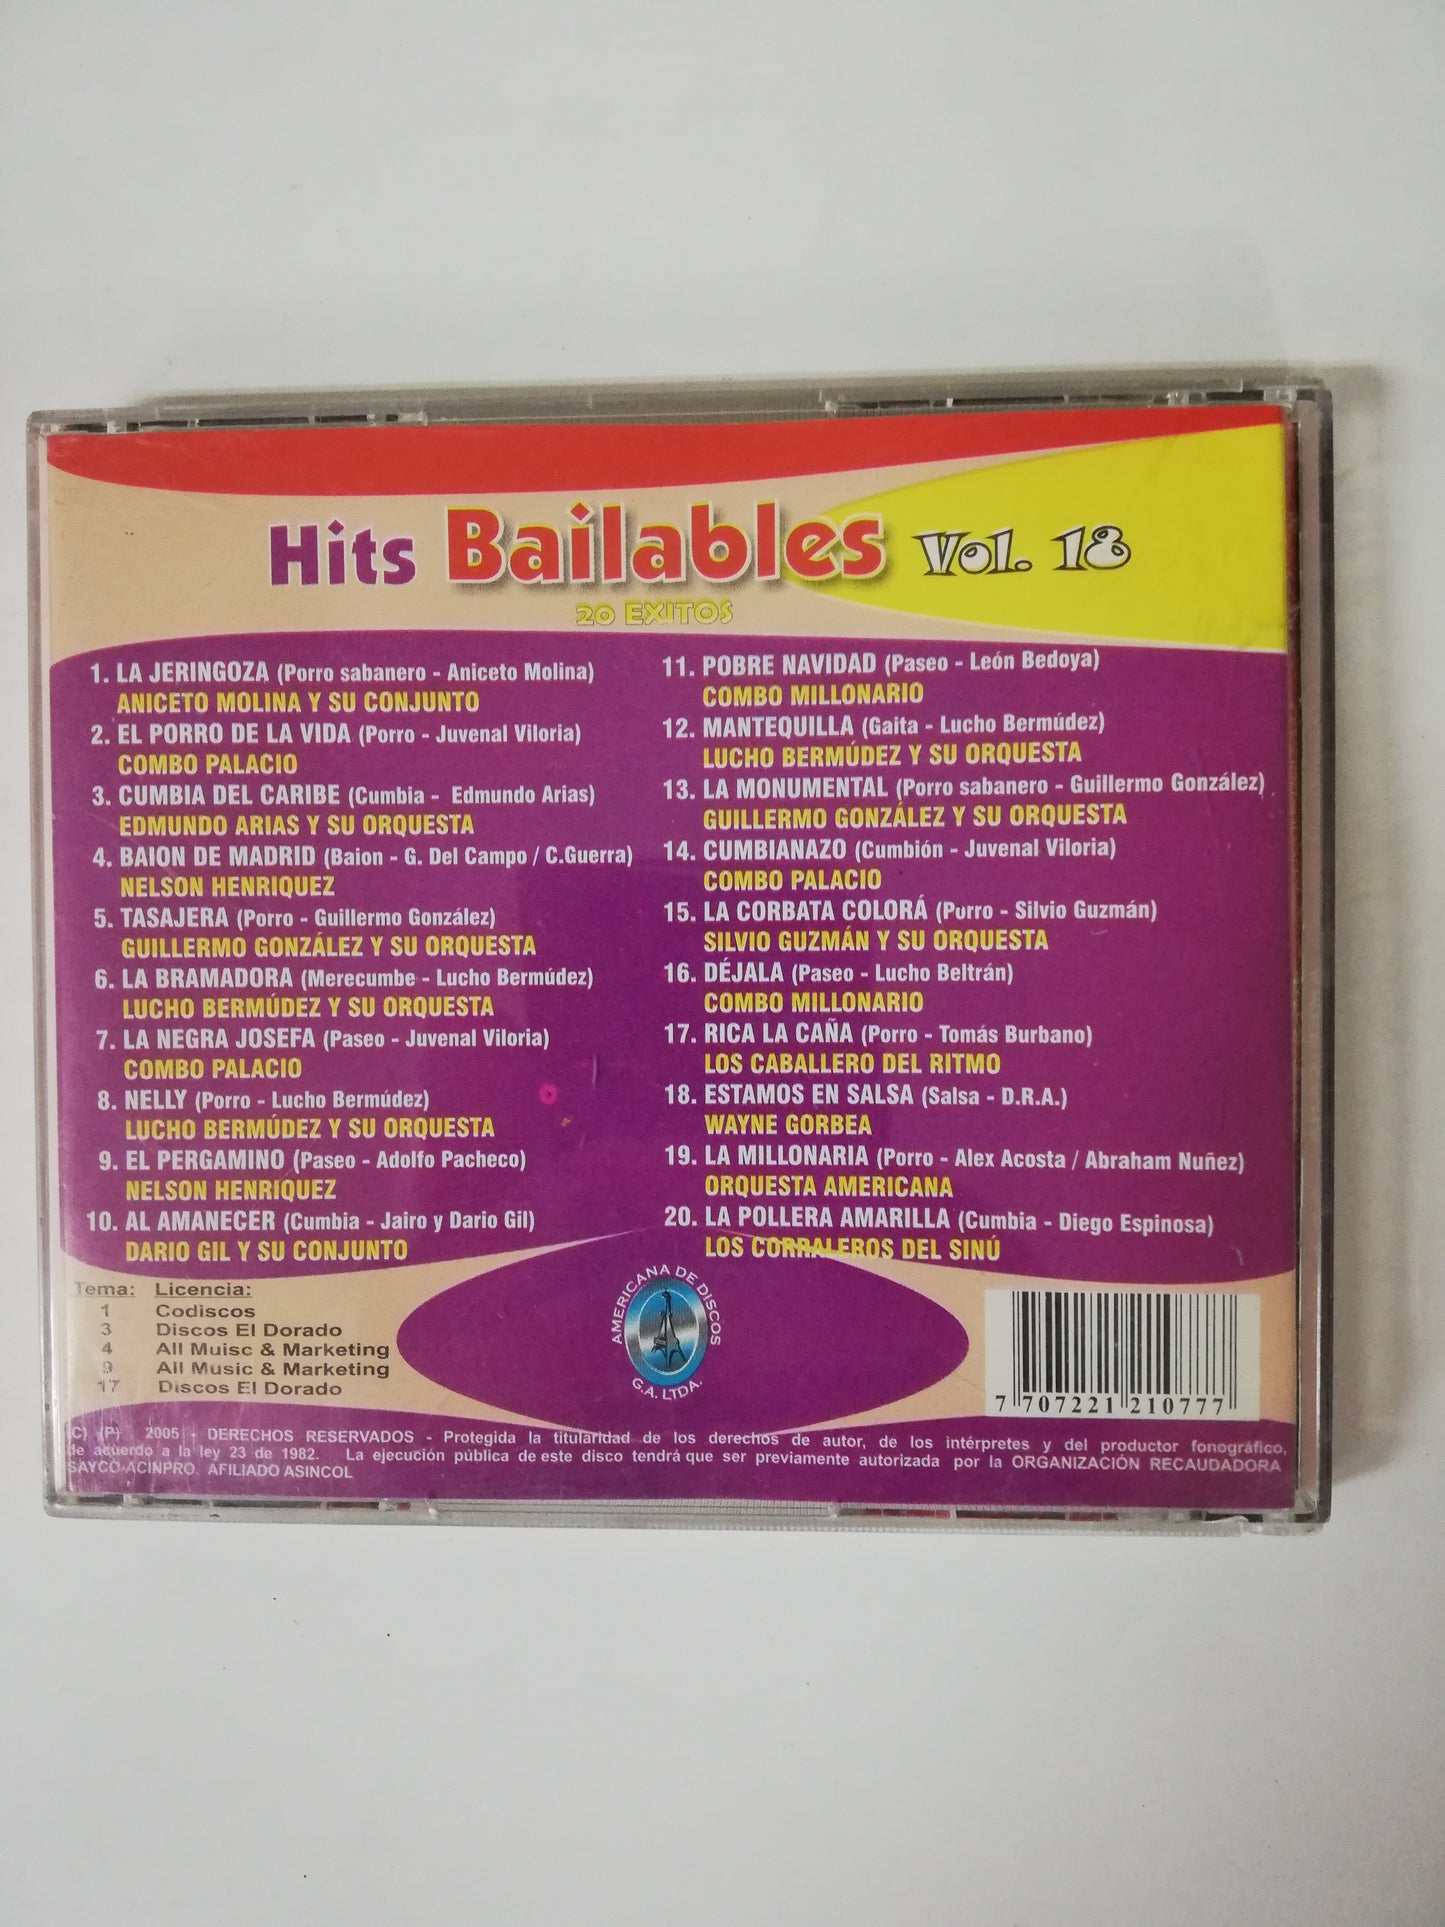 Hits Bailables Vol. 18
20 EXITOS
1. LA JERINGOZA (Porro sabanero - Aniceto Molina)
ANICETO MOLINA Y SU CONJUNTO
2. EL PORRO DE LA VIDA (Porro - Juvenal Viloria)
COMBO PALACIO
3. CUMBIA DEL CARIBE (Cumbia - Edmundo Arias)
EDMUNDO ARIAS Y SU ORQUESTA
4. BAION DE MADRID (Baion - G. Del Campo / C.Guerra)
NELSON HENRIQUEZ
5. TASAJERA (Porro - Guillermo González)
GUILLERMO GONZÁLEZ Y SU ORQUESTA
6. LA BRAMADORA (Merecumbe - Lucho Bermúdez)
LUCHO BERMÚDEZ Y SU ORQUESTA
7. LA NEGRA JOSEFA (Paseo - Juvenal Viloria)
COMBO PALACIO
8. NELLY (Porro - Lucho Bermúdez)
LUCHO BERMÚDEZ Y SU ORQUESTA
9. EL PERGAMINO (Paseo - Adolfo Pacheco)
NELSON HENRIQUEZ
10. AL AMANECER (Cumbia - Jairo y Dario Gil)
DARIO GIL Y SU CONJUNTO
11. POBRE NAVIDAD (Paseo - León Bedoya)
COMBO MILLONARIO
12. MANTEQUILLA (Gaita - Lucho Bermúdez)
LUCHO BERMÚDEZ Y SU ORQUESTA
13. LA MONUMENTAL (Porro sabanero - Guillermo González)
GUILLERMO GONZÁLEZ Y SU ORQUESTA
14. CUMBIANAZO (Cumbión - Juvenal Viloria)
COMBO PALACIO
15. LA CORBATA COLORÁ (Porro - Silvio Guzmán)
SILVIO GUZMÁN Y SU ORQUESTA
16. DÉJALA (Paseo - Lucho Beltrán)
COMBO MILLONARIO
17. RICA LA CAÑA (Porro - Tomás Burbano)
LOS CABALLERO DEL RITMO
18. ESTAMOS EN SALSA (Salsa - D.R.A.)
WAYNE GORBEA
19. LA MILLONARIA (Porro - Alex Acosta / Abraham Nuñez)
ORQUESTA AMERICANA
20. LA POLLERA AMARILLA (Cumbia - Diego Espinosa)
LOS CORRALEROS DEL SINÚ
Tema: Licencia:
1 Codiscos
3 Discos El Dorado
4 All Muisc & Marketing
9 All Music & Marketing
17 Discos El Dorado
AMERICANA DE DISCOS
G.A. LTDA.
7 707221 210777
(C) (P) 2005 - DERECHOS RESERVADOS - Protegida la titularidad de los derechos de autor, de los intérpretes y del productor fonográfico,
de acuerdo a la ley 23 de 1982. La ejecución pública de este disco tendrá que ser previamente autorizada por la ORGANIZACIÓN RECAUDADORA
SAYCO-ACINPRO. AFILIADO ASINCOL